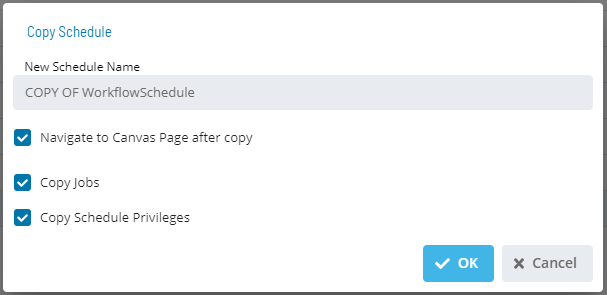 Copy Schedule
New Schedule Name
COPY OF WorkflowSchedule
Navigate to Canvas Page after copy
Copy Jobs
Copy Schedule Privileges
OK Cancel